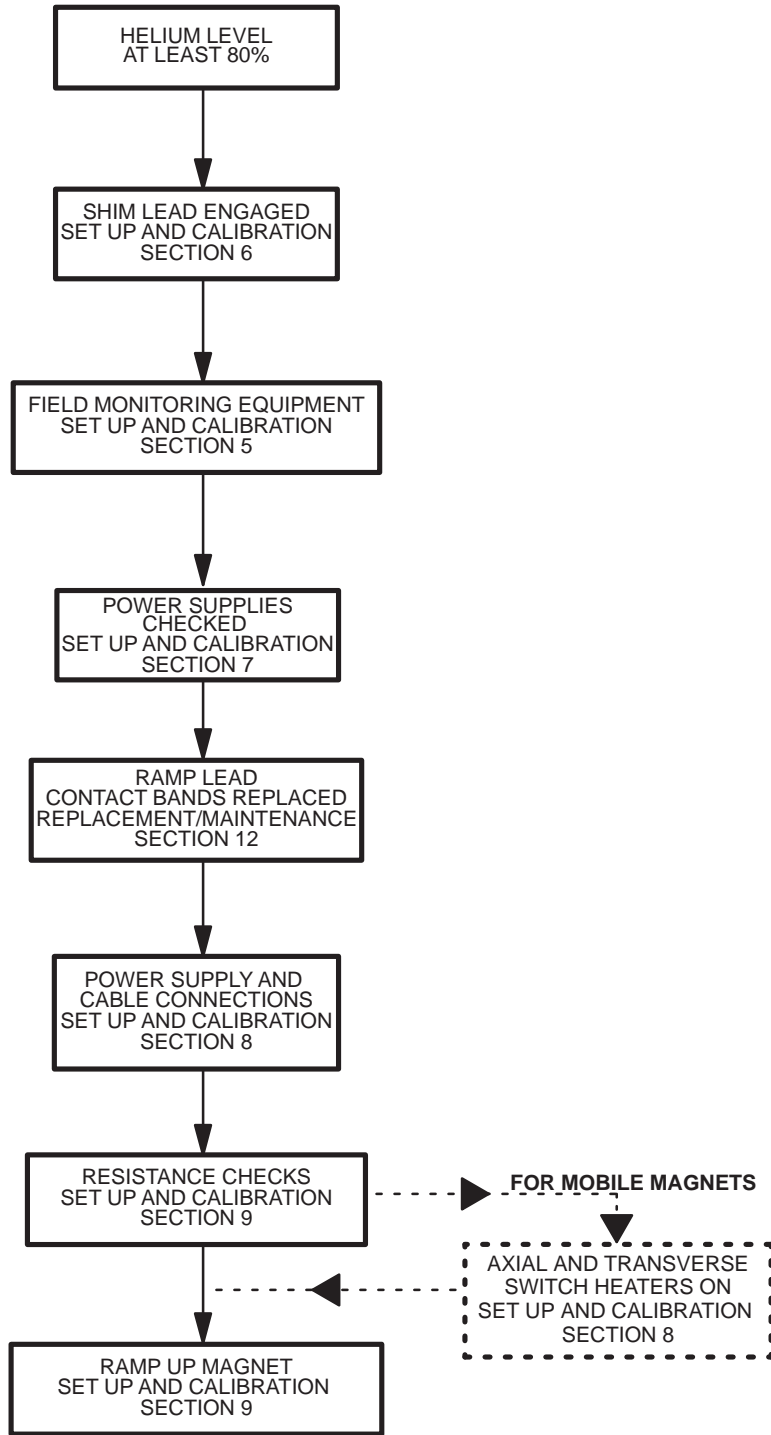 HELIUM LEVEL
AT LEAST 80%
SHIM LEAD ENGAGED
SET UP AND CALIBRATION
SECTION 6
FIELD MONITORING EQUIPMENT
SET UP AND CALIBRATION
SECTION 5
POWER SUPPLIES
CHECKED
SET UP AND CALIBRATION
SECTION 7
RAMP LEAD
CONTACT BANDS REPLACED
REPLACEMENT/MAINTENANCE
SECTION 12
POWER SUPPLY AND
CABLE CONNECTIONS
SET UP AND CALIBRATION
SECTION 8
RESISTANCE CHECKS
SET UP AND CALIBRATION
SECTION 9
FOR MOBILE MAGNETS
AXIAL AND TRANSVERSE
SWITCH HEATERS ON
SET UP AND CALIBRATION
SECTION 8
RAMP UP MAGNET
SET UP AND CALIBRATION
SECTION 9